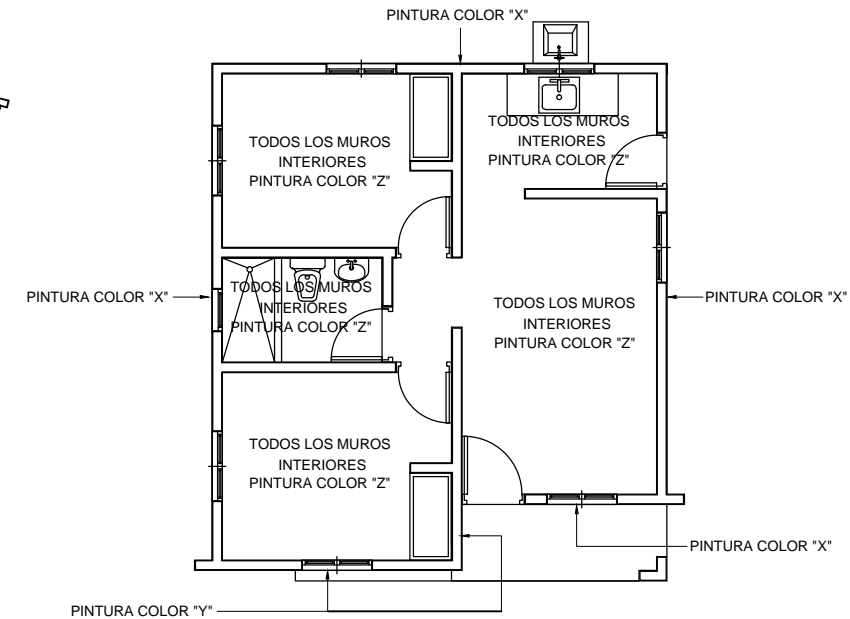 PINTURA COLOR "X"
TODOS LOS MUROS
INTERIORES
PINTURA COLOR "Z"
TODOS LOS MUROS
INTERIORES
PINTURA COLOR "Z"
PINTURA COLOR "X"
TODOS LOS MUROS
INTERIORES
PINTURA COLOR "Z"
TODOS LOS MUROS
INTERIORES
PINTURA COLOR "Z"
PINTURA COLOR "X"
TODOS LOS MUROS
INTERIORES
PINTURA COLOR "Z"
PINTURA COLOR "X"
PINTURA COLOR "Y"